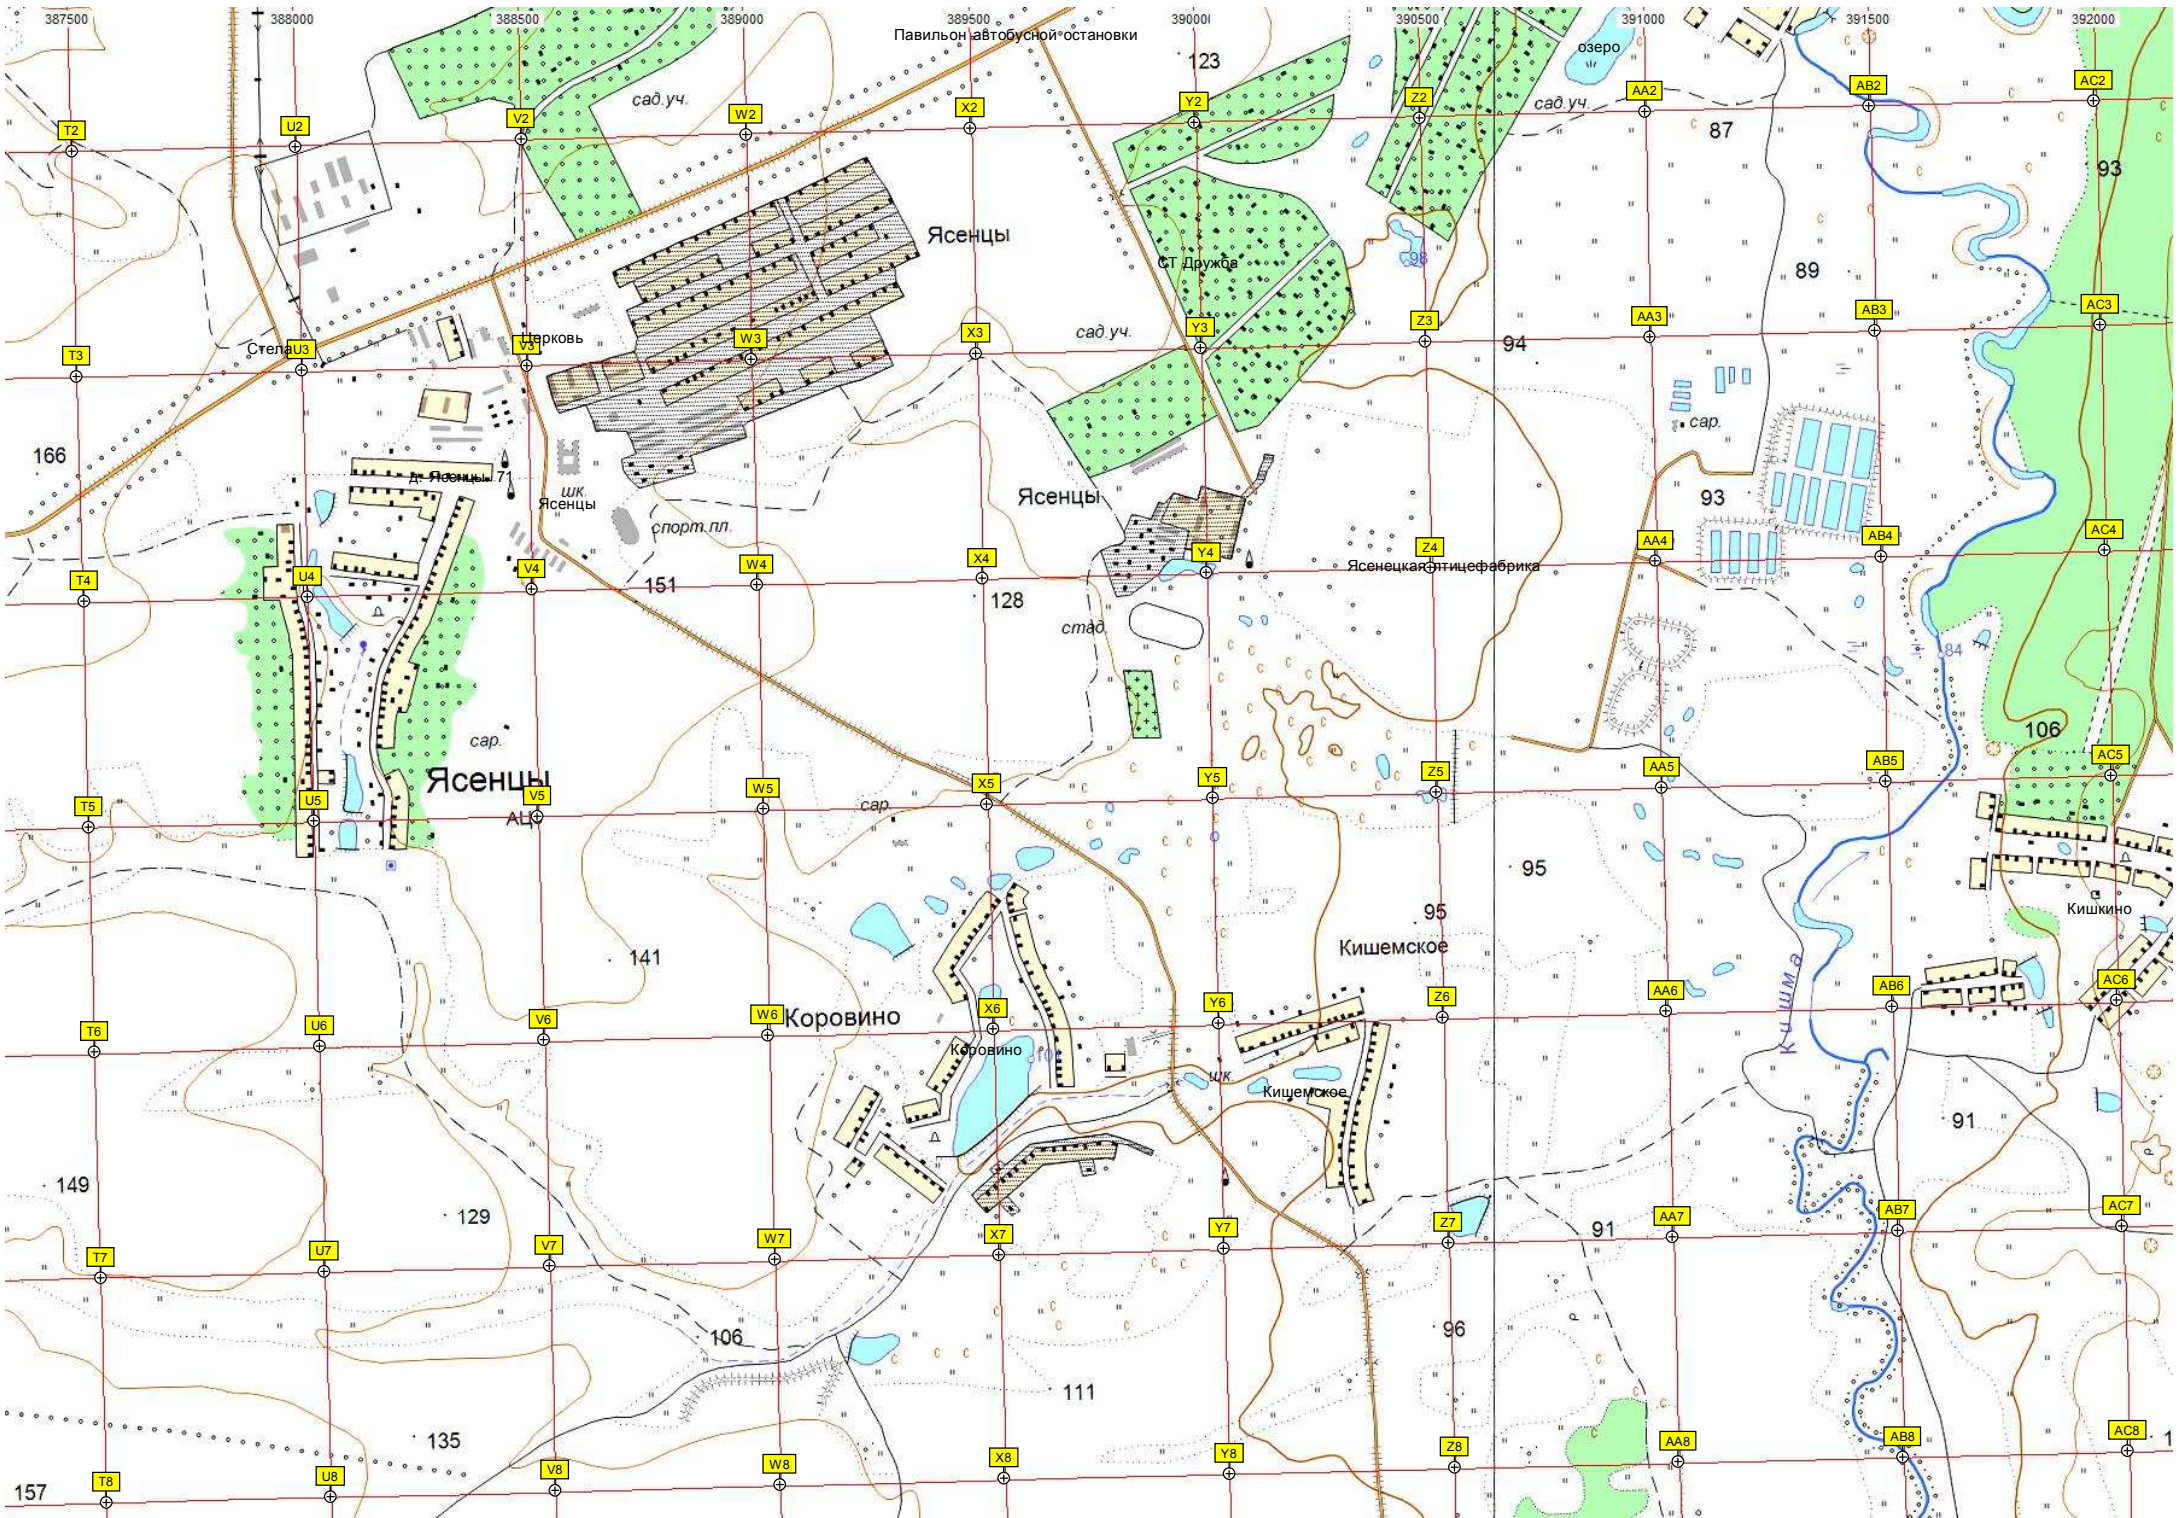 387500 388000 388500 389000 389500 390000 390500 391000 391500 392000
Павильон автобусной остановки
озеро
123
сад.уч.
сад.уч.
T2 U2 V2 W2 X2 Y2 Z2 AA2 AB2 AC2
87
93
Ясенцы
СТ Дружба
98
89
Церковь
Стела
сад.уч.
94
T3 U3 V3 W3 X3 Y3 Z3 AA3 AB3 AC3
сар.
166
д. Ясенцы 171
шк.
Ясенцы
Ясенцы
93
спорт.пл.
Ясенецкая птицефабрика
T4 U4 V4 W4 X4 Y4 Z4 AA4 AB4 AC4
151
128
стад.
84
106
сар.
Ясенцы
АЦ
сар.
T5 U5 V5 W5 X5 Y5 Z5 AA5 AB5 AC5
95
95
Кишкино
Кишемское
141
Кишма
Коровино
T6 U6 V6 W6 X6 Y6 Z6 AA6 AB6 AC6
Коровино
шк.
Кишемское
91
149
129
91
T7 U7 V7 W7 X7 Y7 Z7 AA7 AB7 AC7
106
96
111
135
157
T8 U8 V8 W8 X8 Y8 Z8 AA8 AB8 AC8